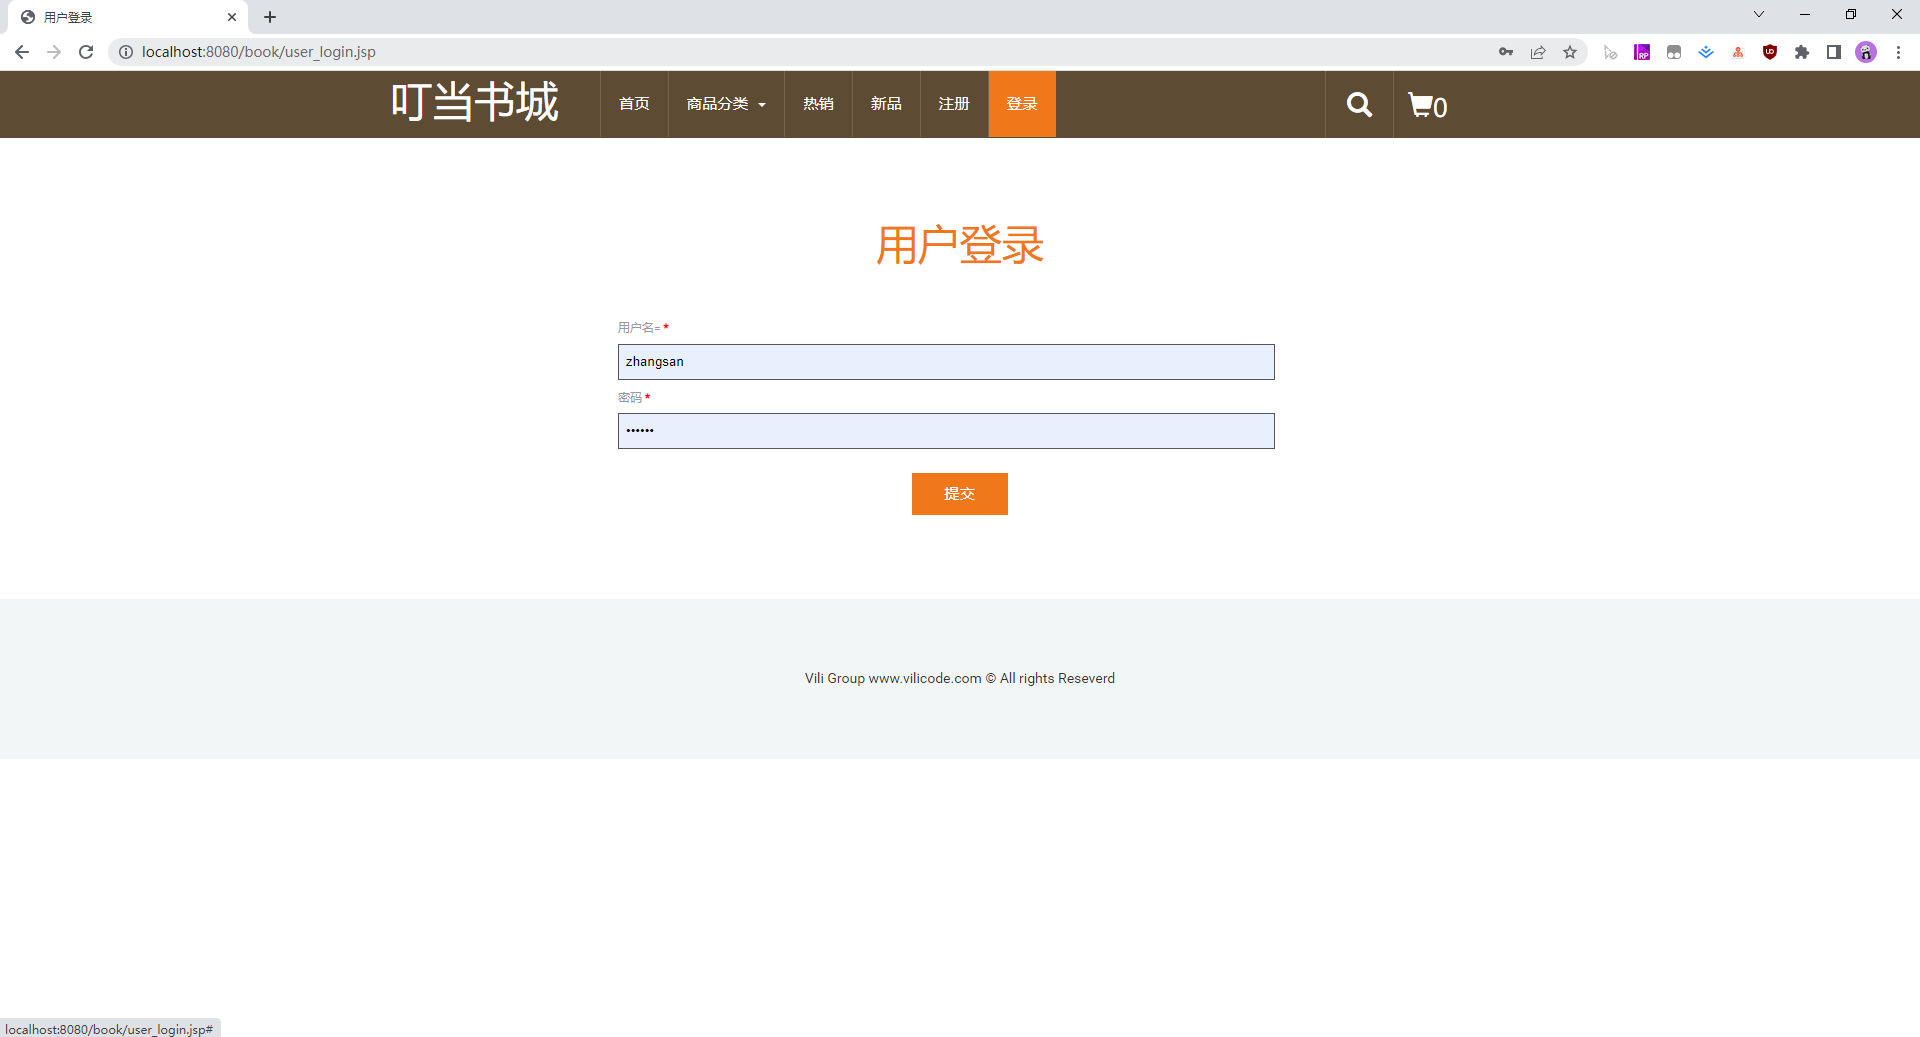 用户登录
localhost:8080/book/user_login.jsp
叮当书城 首页 商品分类 热销 新品 注册 登录 0
用户登录
用户名= *
zhangsan
密码 *
••••••
提交
Vili Group www.vilicode.com © All rights Reseverd
localhost:8080/book/user_login.jsp#